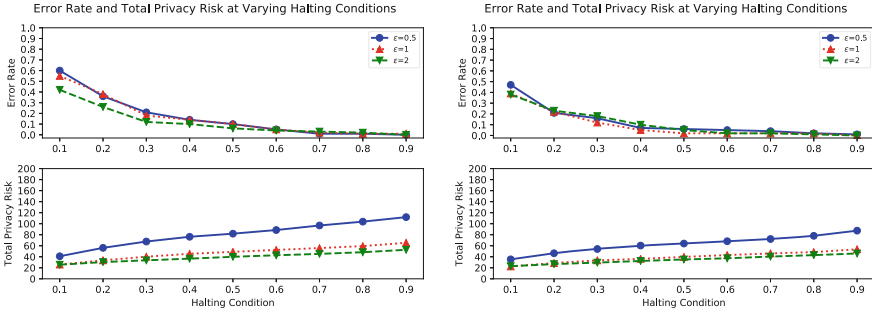 Error Rate and Total Privacy Risk at Varying Halting Conditions
Error Rate
1.0
0.9
0.8
0.7
0.6
0.5
0.4
0.3
0.2
0.1
0.0
ε=0.5
ε=1
ε=2
0.1 0.2 0.3 0.4 0.5 0.6 0.7 0.8 0.9
Total Privacy Risk
200
180
160
140
120
100
80
60
40
20
0
0.1 0.2 0.3 0.4 0.5 0.6 0.7 0.8 0.9
Halting Condition
Error Rate and Total Privacy Risk at Varying Halting Conditions
Error Rate
1.0
0.9
0.8
0.7
0.6
0.5
0.4
0.3
0.2
0.1
0.0
ε=0.5
ε=1
ε=2
0.1 0.2 0.3 0.4 0.5 0.6 0.7 0.8 0.9
Total Privacy Risk
200
180
160
140
120
100
80
60
40
20
0
0.1 0.2 0.3 0.4 0.5 0.6 0.7 0.8 0.9
Halting Condition